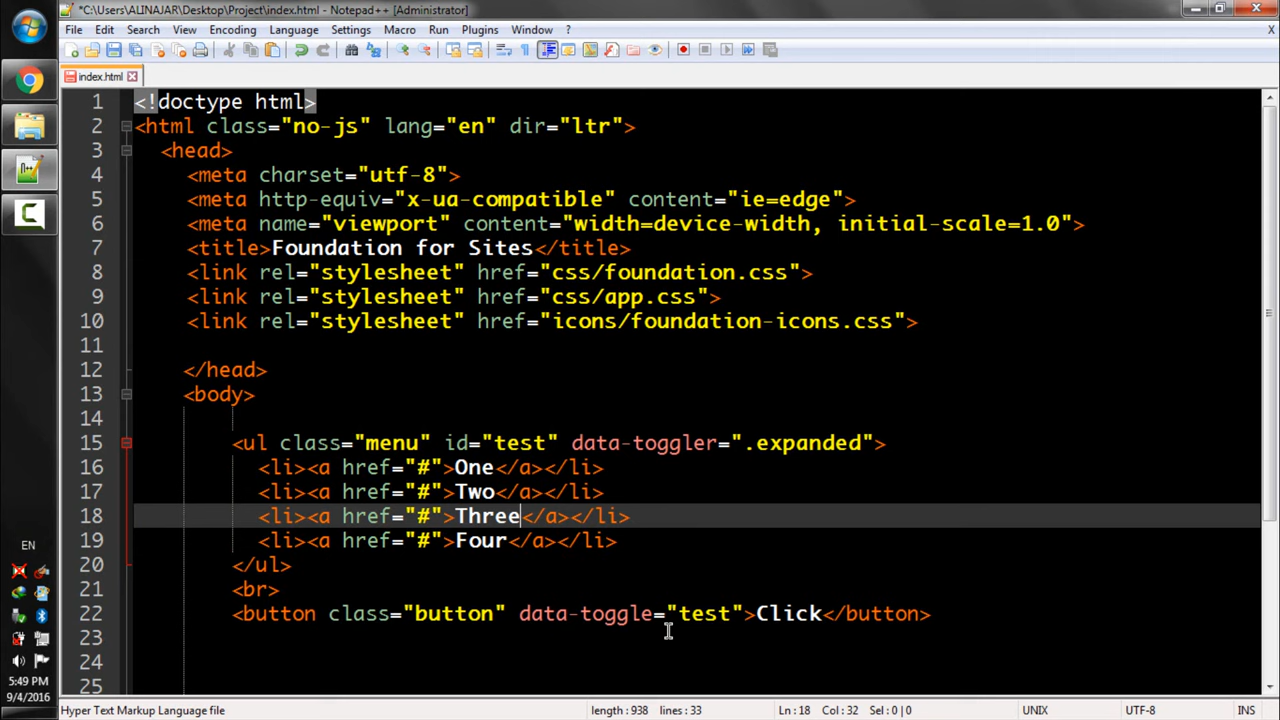 *C:\Users\ALINAJAR\Desktop\Project\index.html - Notepad++ [Administrator]
File Edit Search View Encoding Language Settings Macro Run Plugins Window ? X
index.html
1 <!doctype html>
2 <html class="no-js" lang="en" dir="ltr">
3 <head>
4 <meta charset="utf-8">
5 <meta http-equiv="x-ua-compatible" content="ie=edge">
6 <meta name="viewport" content="width=device-width, initial-scale=1.0">
7 <title>Foundation for Sites</title>
8 <link rel="stylesheet" href="css/foundation.css">
9 <link rel="stylesheet" href="css/app.css">
10 <link rel="stylesheet" href="icons/foundation-icons.css">
11
12 </head>
13 <body>
14
15 <ul class="menu" id="test" data-toggler=".expanded">
16 <li><a href="#">One</a></li>
17 <li><a href="#">Two</a></li>
18 <li><a href="#">Three</a></li>
19 <li><a href="#">Four</a></li>
20 </ul>
21 <br>
22 <button class="button" data-toggle="test">Click</button>
23
24
25
EN
5:49 PM
9/4/2016
Hyper Text Markup Language file length : 938 lines : 33 Ln : 18 Col : 32 Sel : 0 | 0 UNIX UTF-8 INS